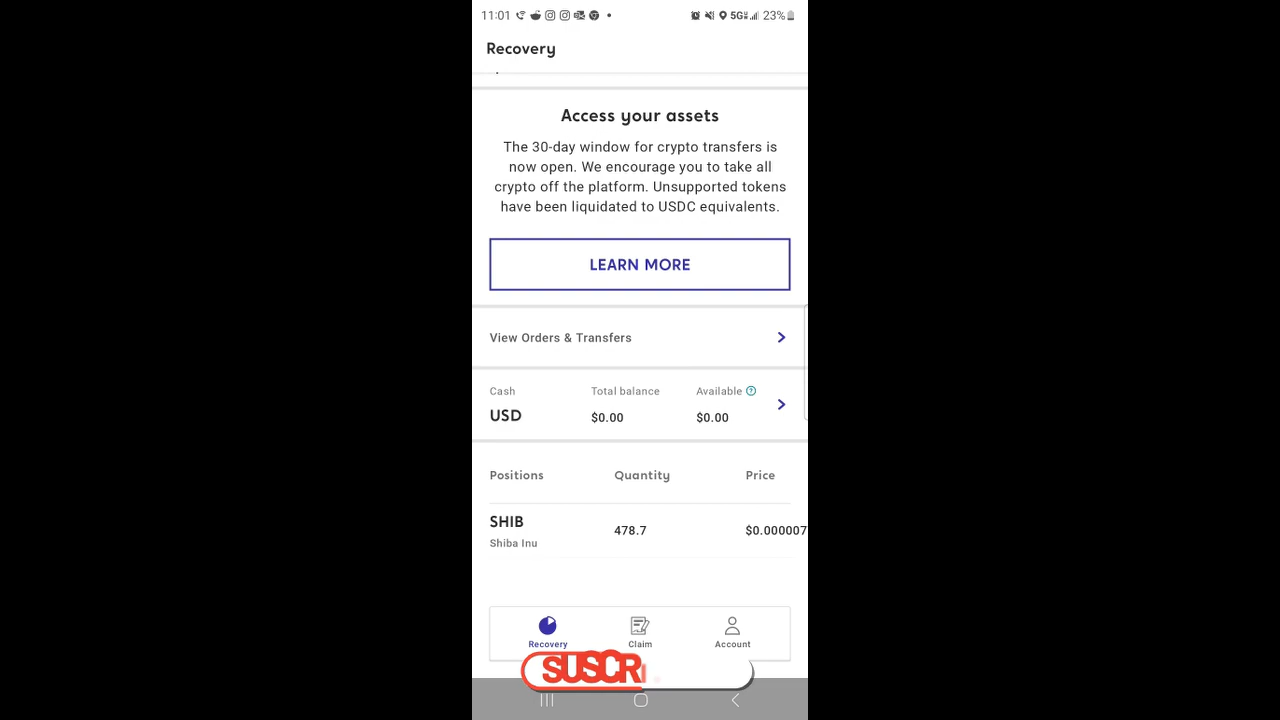 11:01
5G
23%
Recovery
Access your assets
The 30-day window for crypto transfers is
now open. We encourage you to take all
crypto off the platform. Unsupported tokens
have been liquidated to USDC equivalents.
LEARN MORE
View Orders & Transfers
Cash Total balance Available ?
USD $0.00 $0.00
Positions Quantity Price
SHIB 478.7 $0.000007
Shiba Inu
Recovery Claim Account
SUSCR